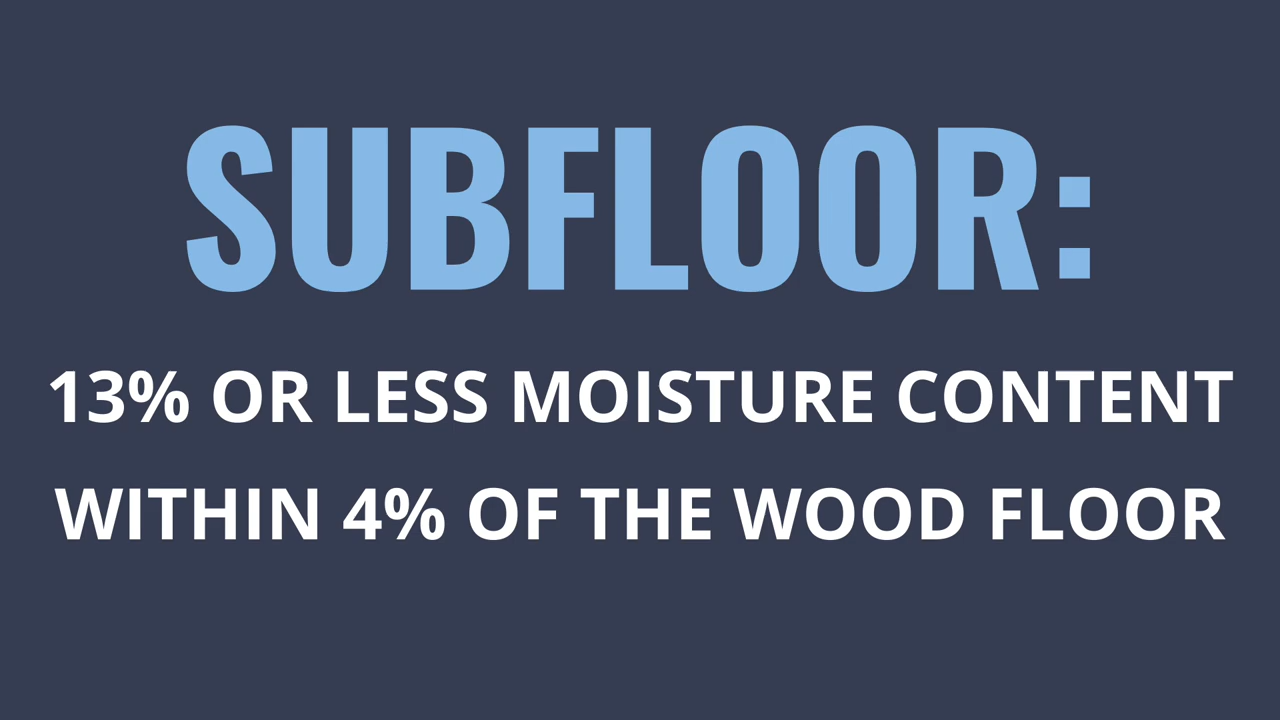 SUBFLOOR:
13% OR LESS MOISTURE CONTENT
WITHIN 4% OF THE WOOD FLOOR